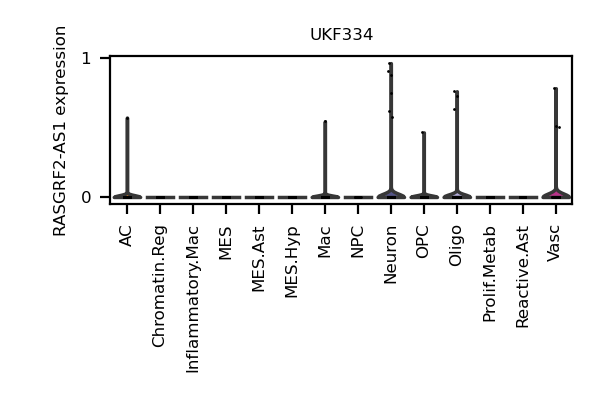 UKF334
RASGRF2-AS1 expression
1
0
AC
Chromatin.Reg
Inflammatory.Mac
MES
MES.Ast
MES.Hyp
Mac
NPC
Neuron
OPC
Oligo
Prolif.Metab
Reactive.Ast
Vasc